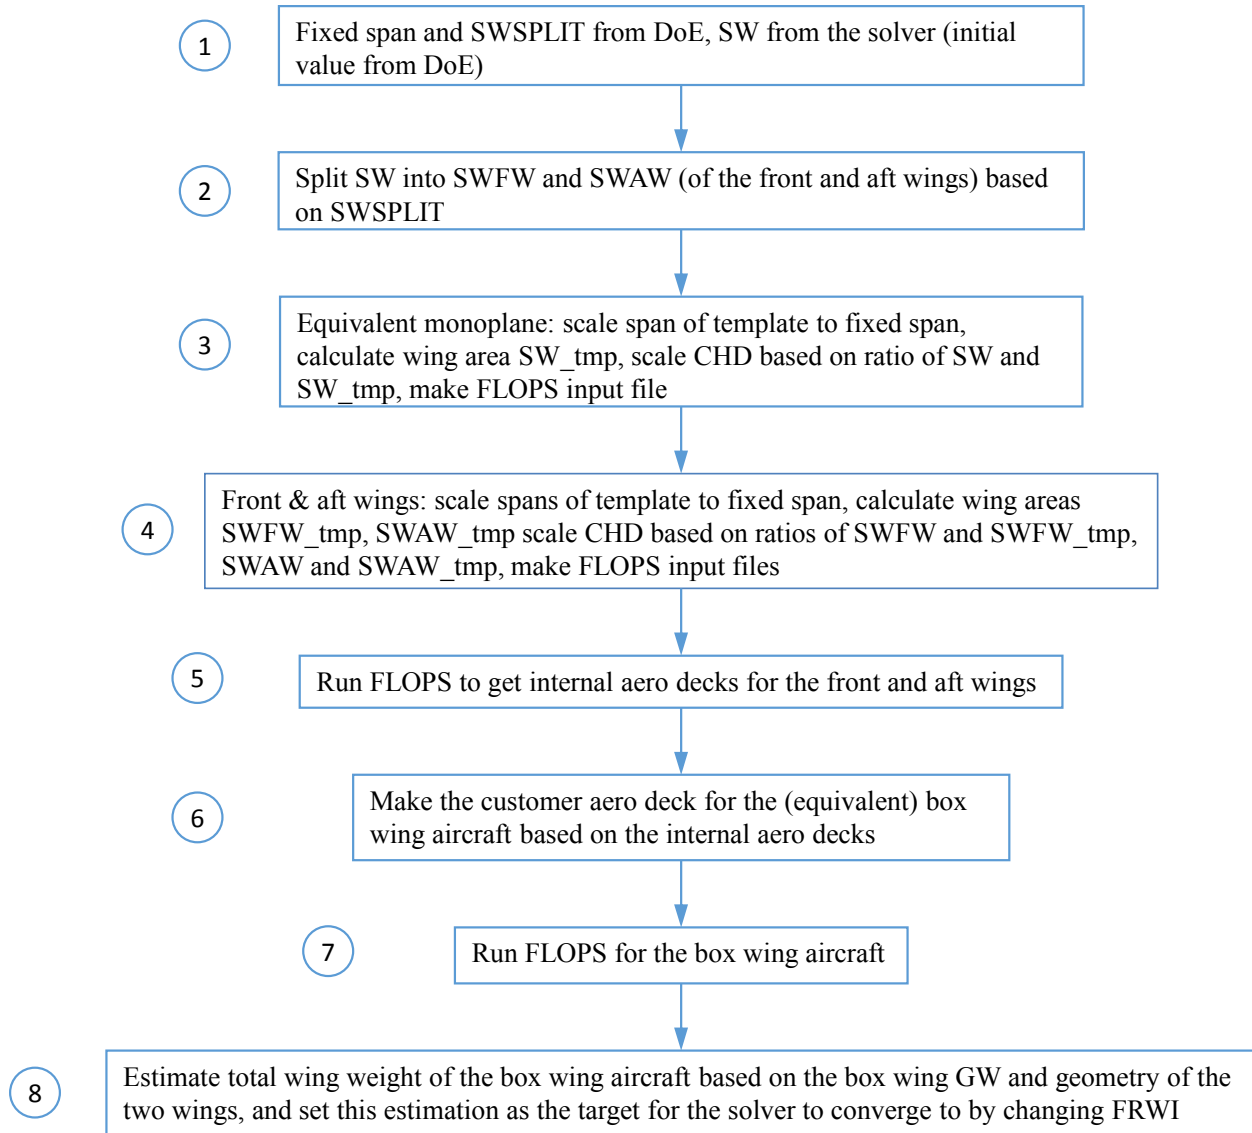 1
Fixed span and SWSPLIT from DoE, SW from the solver (initial
value from DoE)
2
Split SW into SWFW and SWAW (of the front and aft wings) based
on SWSPLIT
3
Equivalent monoplane: scale span of template to fixed span,
calculate wing area SW_tmp, scale CHD based on ratio of SW and
SW_tmp, make FLOPS input file
4
Front & aft wings: scale spans of template to fixed span, calculate wing areas
SWFW_tmp, SWAW_tmp scale CHD based on ratios of SWFW and SWFW_tmp,
SWAW and SWAW_tmp, make FLOPS input files
5
Run FLOPS to get internal aero decks for the front and aft wings
6
Make the customer aero deck for the (equivalent) box
wing aircraft based on the internal aero decks
7
Run FLOPS for the box wing aircraft
8
Estimate total wing weight of the box wing aircraft based on the box wing GW and geometry of the
two wings, and set this estimation as the target for the solver to converge to by changing FRWI